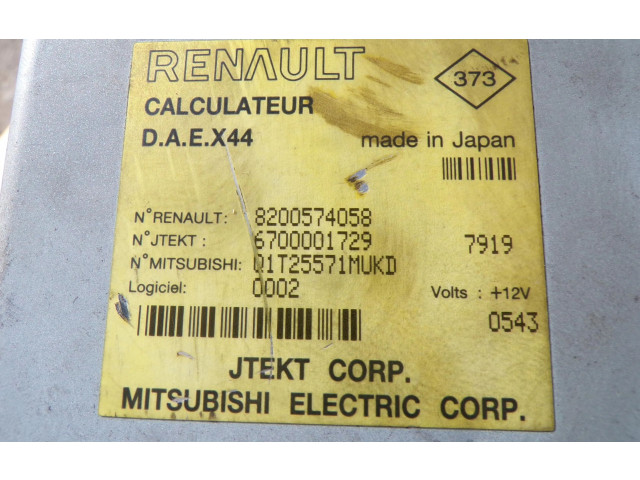 RENAULT
373
CALCULATEUR
D.A.E.X44
made in Japan
N°RENAULT: 8200574058
N°JTEKT : 6700001729 7919
N°MITSUBISHI: Q1T25571MUKD
Logiciel: 0002 Volts : +12V
0543
JTEKT CORP.
MITSUBISHI ELECTRIC CORP.